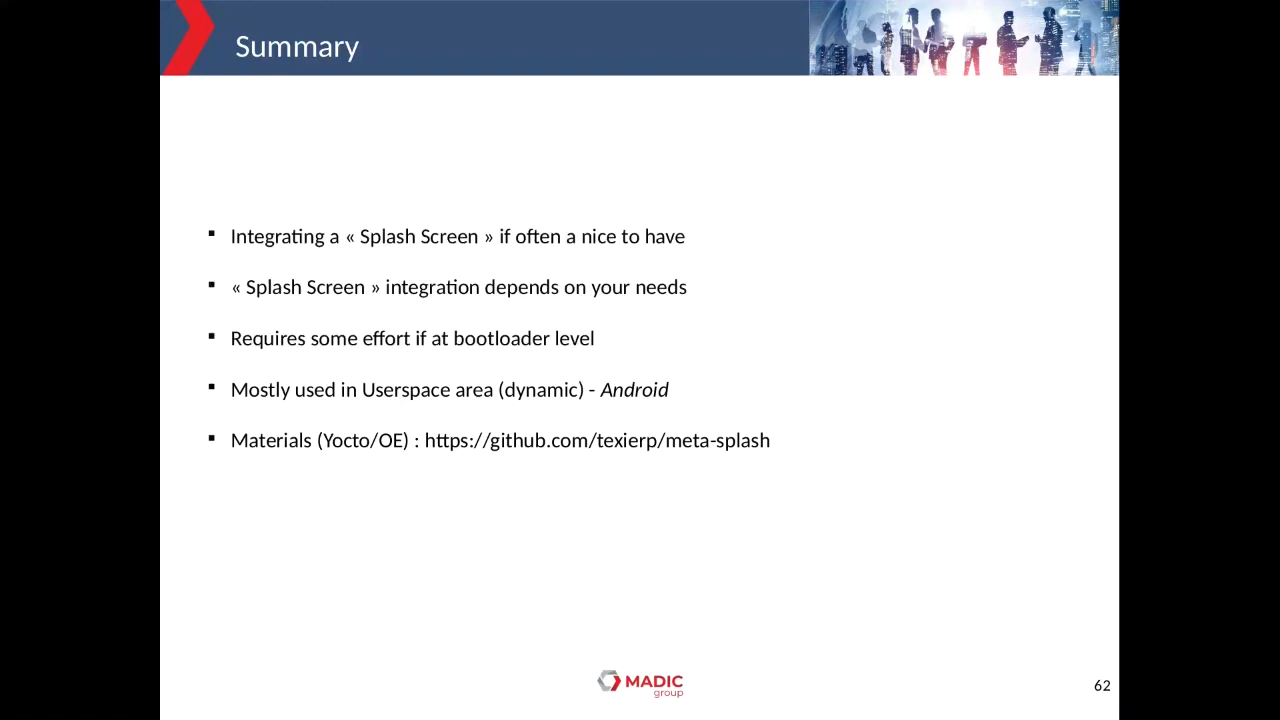 Summary
Integrating a « Splash Screen » if often a nice to have
« Splash Screen » integration depends on your needs
Requires some effort if at bootloader level
Mostly used in Userspace area (dynamic) - Android
Materials (Yocto/OE) : https://github.com/texierp/meta-splash
MADIC
group
62